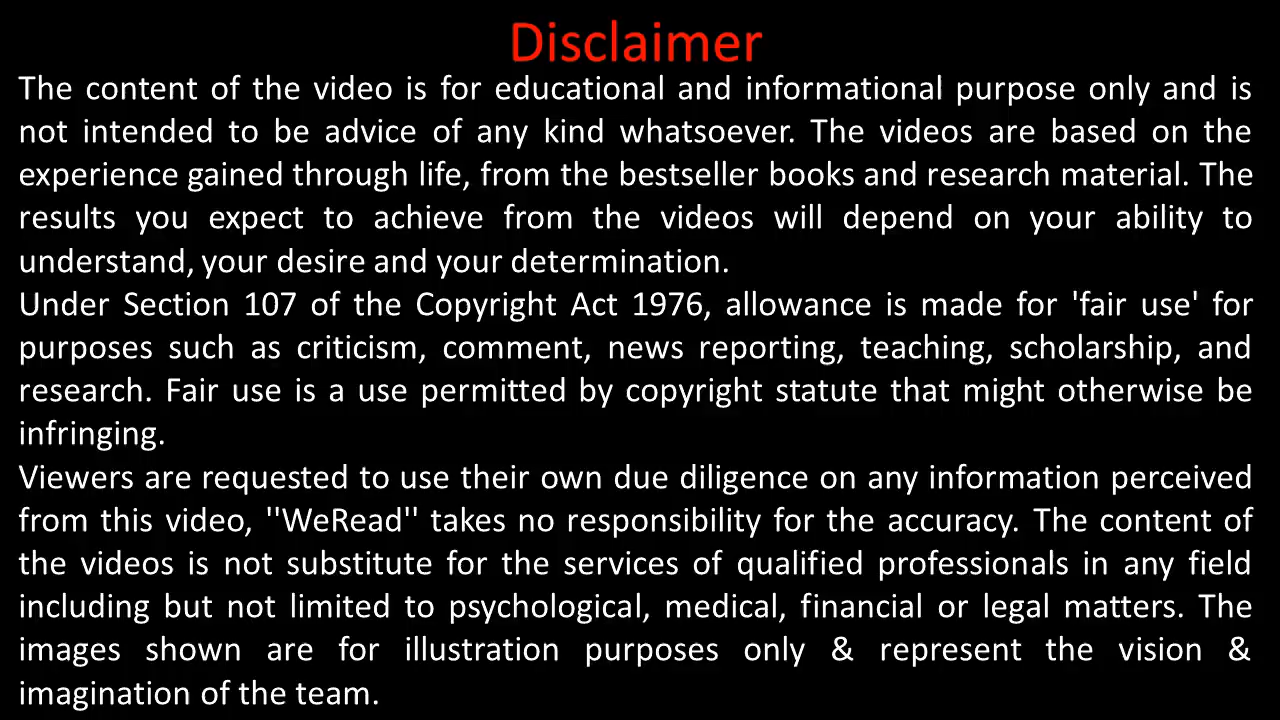 Disclaimer
The content of the video is for educational and informational purpose only and is
not intended to be advice of any kind whatsoever. The videos are based on the
experience gained through life, from the bestseller books and research material. The
results you expect to achieve from the videos will depend on your ability to
understand, your desire and your determination.
Under Section 107 of the Copyright Act 1976, allowance is made for 'fair use' for
purposes such as criticism, comment, news reporting, teaching, scholarship, and
research. Fair use is a use permitted by copyright statute that might otherwise be
infringing.
Viewers are requested to use their own due diligence on any information perceived
from this video, ''WeRead'' takes no responsibility for the accuracy. The content of
the videos is not substitute for the services of qualified professionals in any field
including but not limited to psychological, medical, financial or legal matters. The
images shown are for illustration purposes only & represent the vision &
imagination of the team.